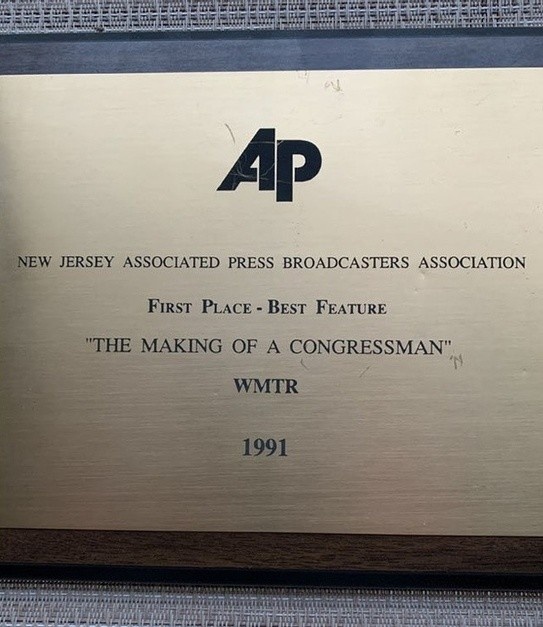 AP
NEW JERSEY ASSOCIATED PRESS BROADCASTERS ASSOCIATION
FIRST PLACE - BEST FEATURE
"THE MAKING OF A CONGRESSMAN"
WMTR
1991